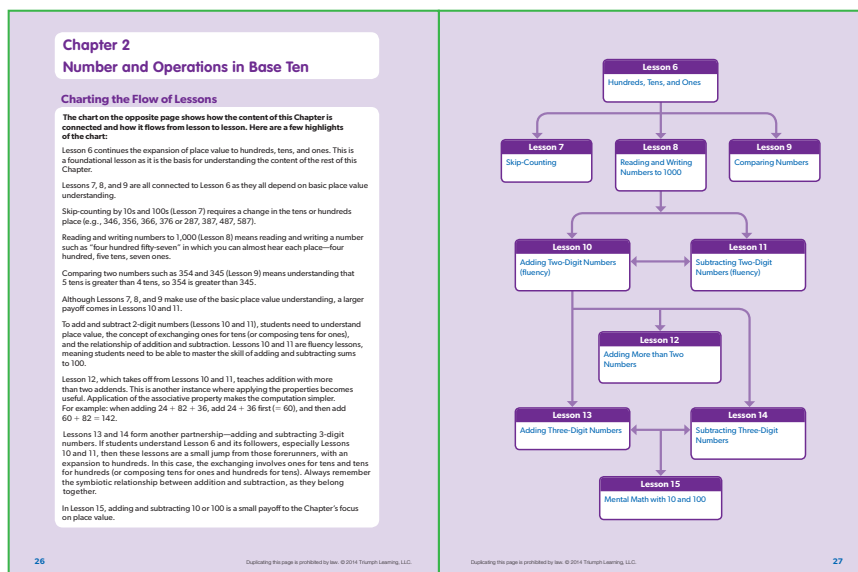 Chapter 2
Number and Operations in Base Ten
Charting the Flow of Lessons
The chart on the opposite page shows how the content of this Chapter is
connected and how it flows from lesson to lesson. Here are a few highlights
of the chart:
Lesson 6 continues the expansion of place value to hundreds, tens, and ones. This is
a foundational lesson as it is the basis for understanding the content of the rest of this
Chapter.
Lessons 7, 8, and 9 are all connected to Lesson 6 as they all depend on basic place value
understanding.
Skip-counting by 10s and 100s (Lesson 7) requires a change in the tens or hundreds
place (e.g., 346, 356, 366, 376 or 287, 387, 487, 587).
Reading and writing numbers to 1,000 (Lesson 8) means reading and writing a number
such as "four hundred fifty-seven" in which you can almost hear each place—four
hundred, five tens, seven ones.
Comparing two numbers such as 354 and 345 (Lesson 9) means understanding that
5 tens is greater than 4 tens, so 354 is greater than 345.
Although Lessons 7, 8, and 9 make use of the basic place value understanding, a larger
payoff comes in Lessons 10 and 11.
To add and subtract 2-digit numbers (Lessons 10 and 11), students need to understand
place value, the concept of exchanging ones for tens (or composing tens for ones),
and the relationship of addition and subtraction. Lessons 10 and 11 are fluency lessons,
meaning students need to be able to master the skill of adding and subtracting sums
to 100.
Lesson 12, which takes off from Lessons 10 and 11, teaches addition with more
than two addends. This is another instance where applying the properties becomes
useful. Application of the associative property makes the computation simpler.
For example: when adding 24 + 82 + 36, add 24 + 36 first (= 60), and then add
60 + 82 = 142.
Lessons 13 and 14 form another partnership—adding and subtracting 3-digit
numbers. If students understand Lesson 6 and its followers, especially Lessons
10 and 11, then these lessons are a small jump from those forerunners, with an
expansion to hundreds. In this case, the exchanging involves ones for tens and tens
for hundreds (or composing tens for ones and hundreds for tens). Always remember
the symbiotic relationship between addition and subtraction, as they belong
together.
In Lesson 15, adding and subtracting 10 or 100 is a small payoff to the Chapter's focus
on place value.
26
Duplicating this page is prohibited by law. © 2014 Triumph Learning, LLC.
Lesson 6
Hundreds, Tens, and Ones
Lesson 7
Skip-Counting
Lesson 8
Reading and Writing
Numbers to 1000
Lesson 9
Comparing Numbers
Lesson 10
Adding Two-Digit Numbers
(fluency)
Lesson 11
Subtracting Two-Digit
Numbers (fluency)
Lesson 12
Adding More than Two
Numbers
Lesson 13
Adding Three-Digit Numbers
Lesson 14
Subtracting Three-Digit
Numbers
Lesson 15
Mental Math with 10 and 100
Duplicating this page is prohibited by law. © 2014 Triumph Learning, LLC.
27